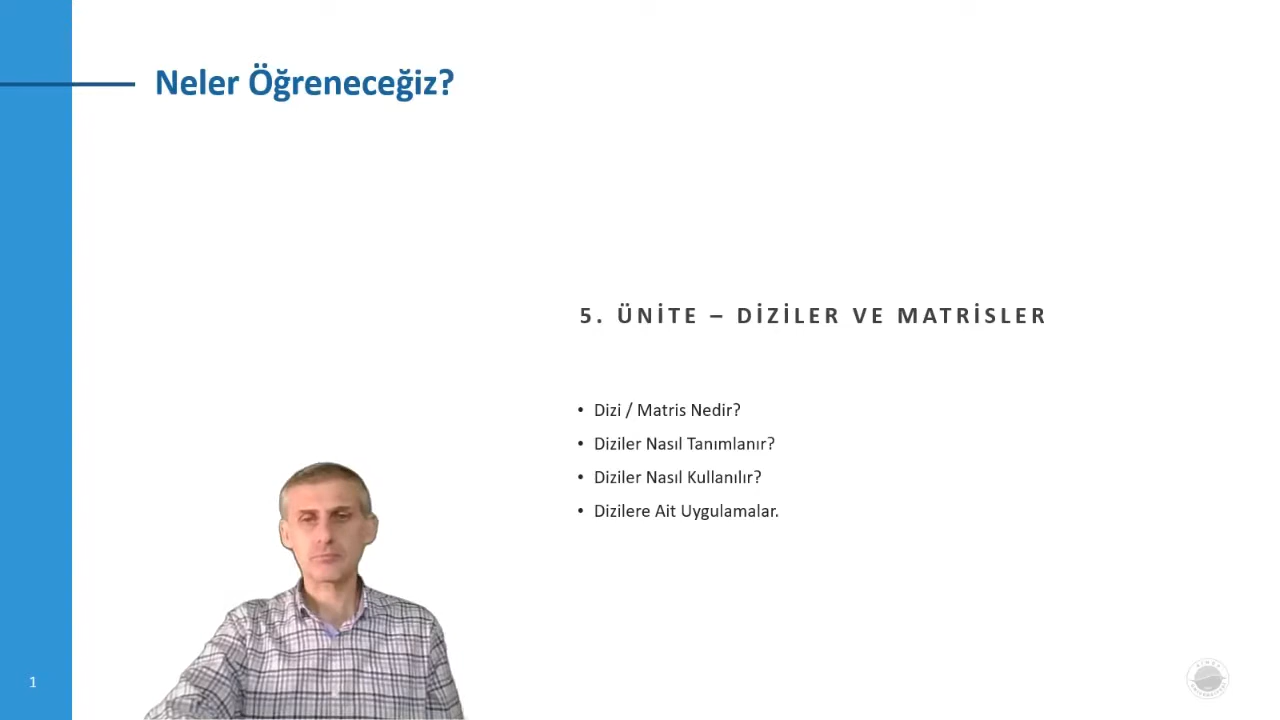 Neler Öğreneceğiz?
5. ÜNİTE – DİZİLER VE MATRİSLER
• Dizi / Matris Nedir?
• Diziler Nasıl Tanımlanır?
• Diziler Nasıl Kullanılır?
• Dizilere Ait Uygulamalar.
1